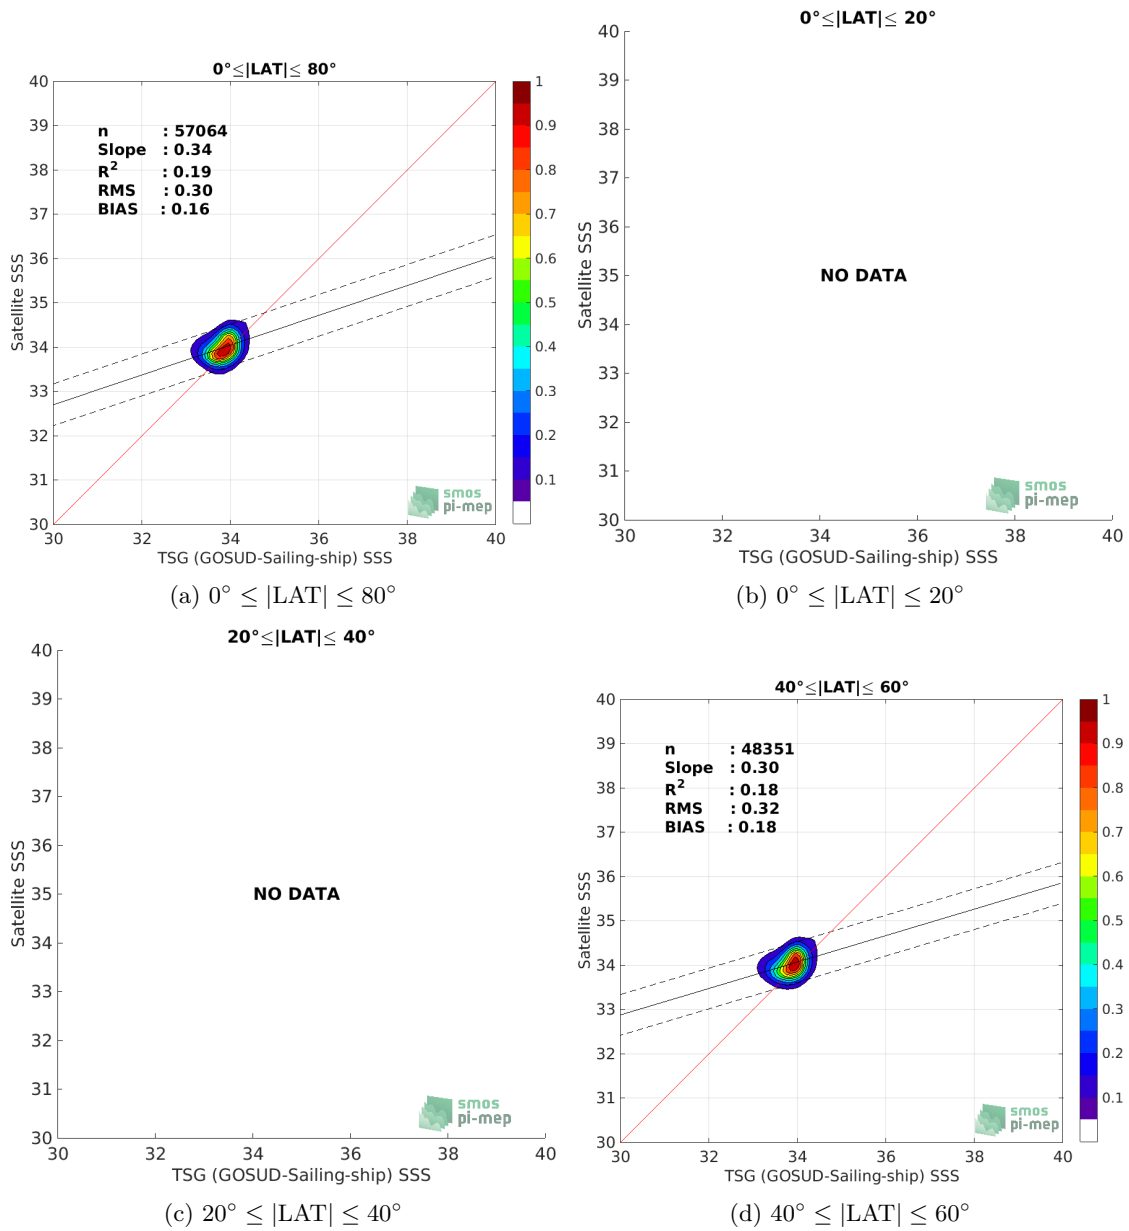 0°≤|LAT|≤ 80°
n : 57064
Slope : 0.34
R² : 0.19
RMS : 0.30
BIAS : 0.16
40
39
38
37
36
35
34
33
32
31
30
30 32 34 36 38 40
Satellite SSS
TSG (GOSUD-Sailing-ship) SSS
1
0.9
0.8
0.7
0.6
0.5
0.4
0.3
0.2
0.1
smos
pi-mep
(a) 0° ≤ |LAT| ≤ 80°
0°≤|LAT|≤ 20°
40
39
38
37
36
35
34
33
32
31
30
30 32 34 36 38 40
Satellite SSS
NO DATA
TSG (GOSUD-Sailing-ship) SSS
smos
pi-mep
(b) 0° ≤ |LAT| ≤ 20°
20°≤|LAT|≤ 40°
40
39
38
37
36
35
34
33
32
31
30
30 32 34 36 38 40
Satellite SSS
NO DATA
TSG (GOSUD-Sailing-ship) SSS
smos
pi-mep
(c) 20° ≤ |LAT| ≤ 40°
40°≤|LAT|≤ 60°
n : 48351
Slope : 0.30
R² : 0.18
RMS : 0.32
BIAS : 0.18
40
39
38
37
36
35
34
33
32
31
30
30 32 34 36 38 40
Satellite SSS
TSG (GOSUD-Sailing-ship) SSS
1
0.9
0.8
0.7
0.6
0.5
0.4
0.3
0.2
0.1
smos
pi-mep
(d) 40° ≤ |LAT| ≤ 60°